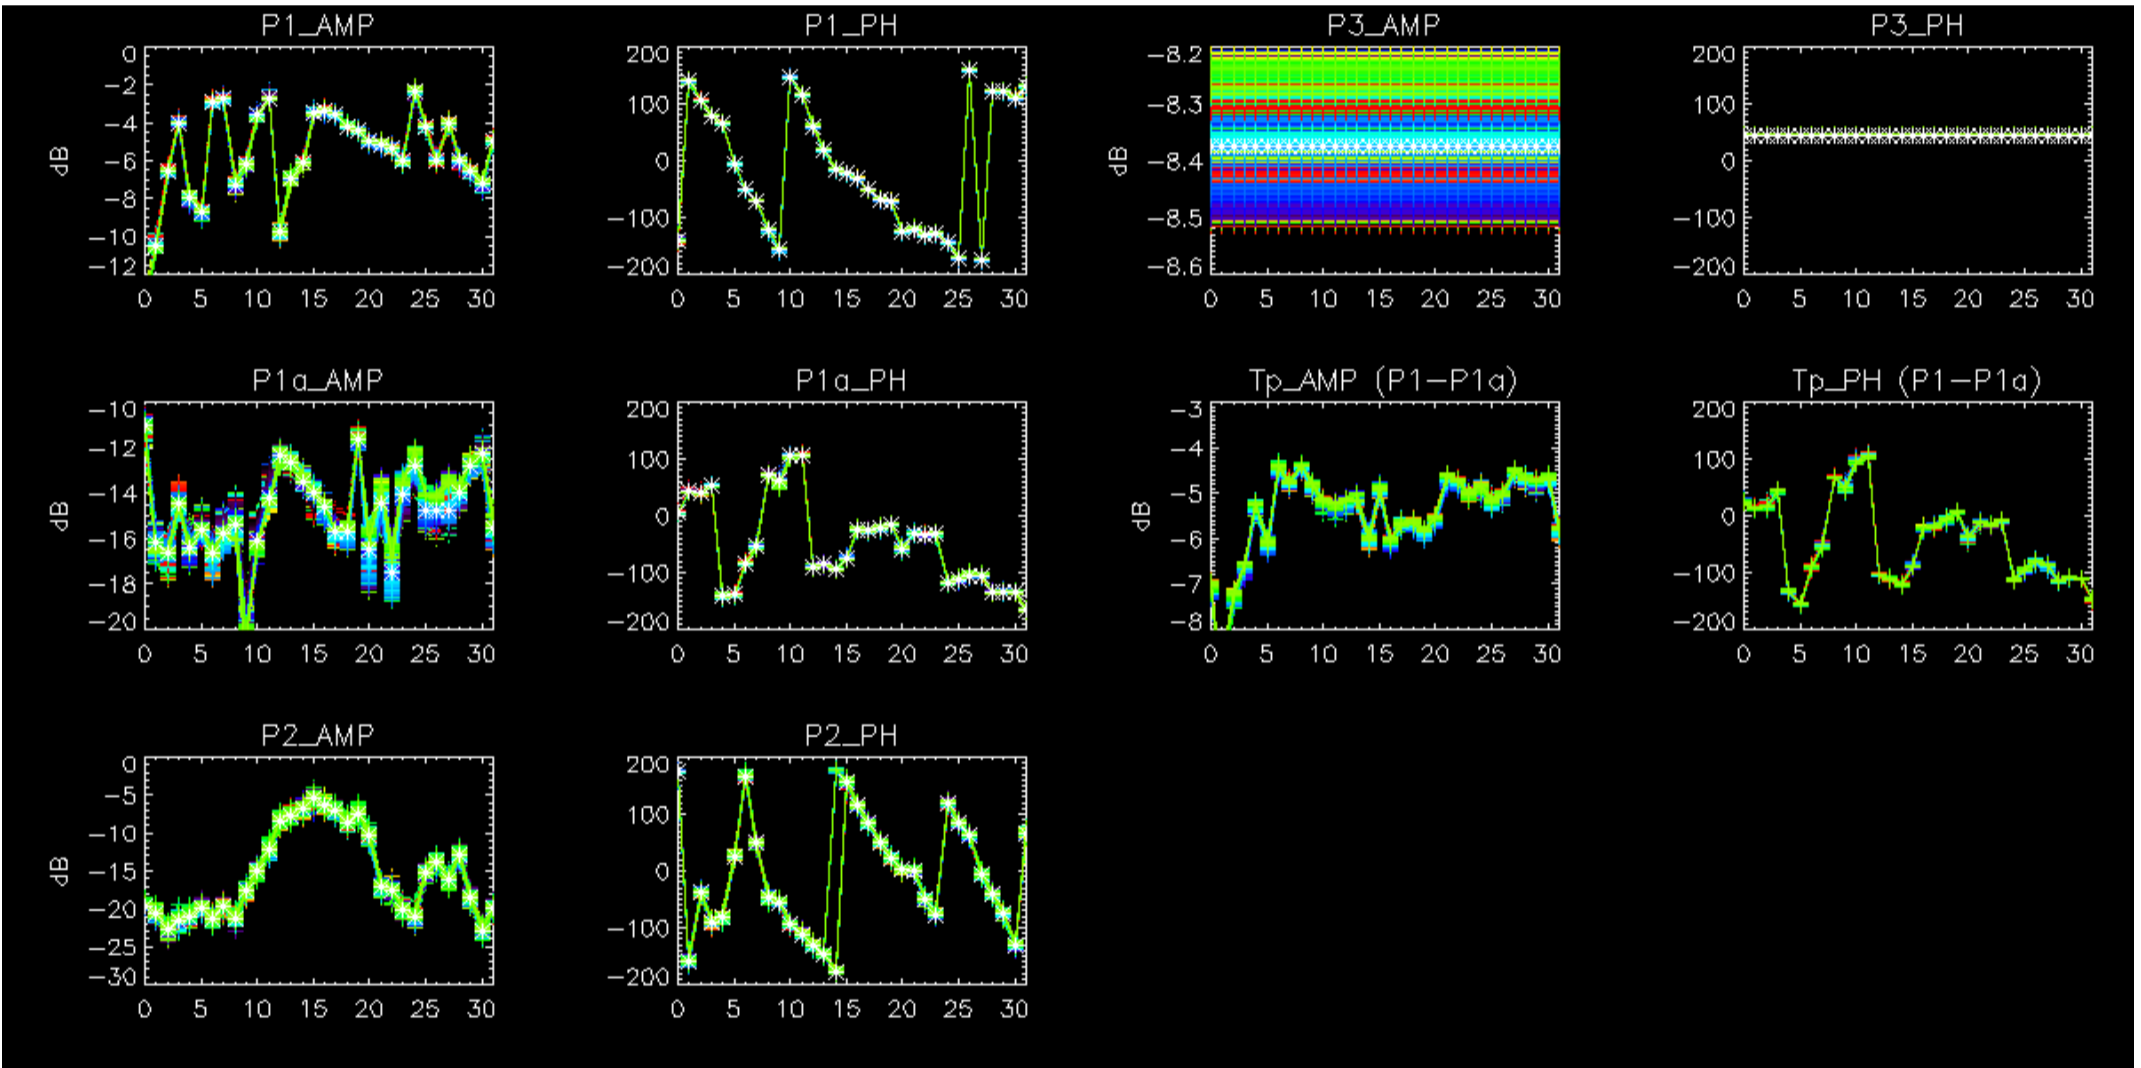 P1_AMP
0
−2
−4
−6
−8
−10
−12
dB
0 5 10 15 20 25 30
P1_PH
200
100
0
−100
−200
0 5 10 15 20 25 30
P3_AMP
−8.2
−8.3
−8.4
−8.5
−8.6
dB
0 5 10 15 20 25 30
P3_PH
200
100
0
−100
−200
0 5 10 15 20 25 30
P1a_AMP
−10
−12
−14
−16
−18
−20
dB
0 5 10 15 20 25 30
P1a_PH
200
100
0
−100
−200
0 5 10 15 20 25 30
Tp_AMP (P1−P1a)
−3
−4
−5
−6
−7
−8
dB
0 5 10 15 20 25 30
Tp_PH (P1−P1a)
200
100
0
−100
−200
0 5 10 15 20 25 30
P2_AMP
0
−5
−10
−15
−20
−25
−30
dB
0 5 10 15 20 25 30
P2_PH
200
100
0
−100
−200
0 5 10 15 20 25 30